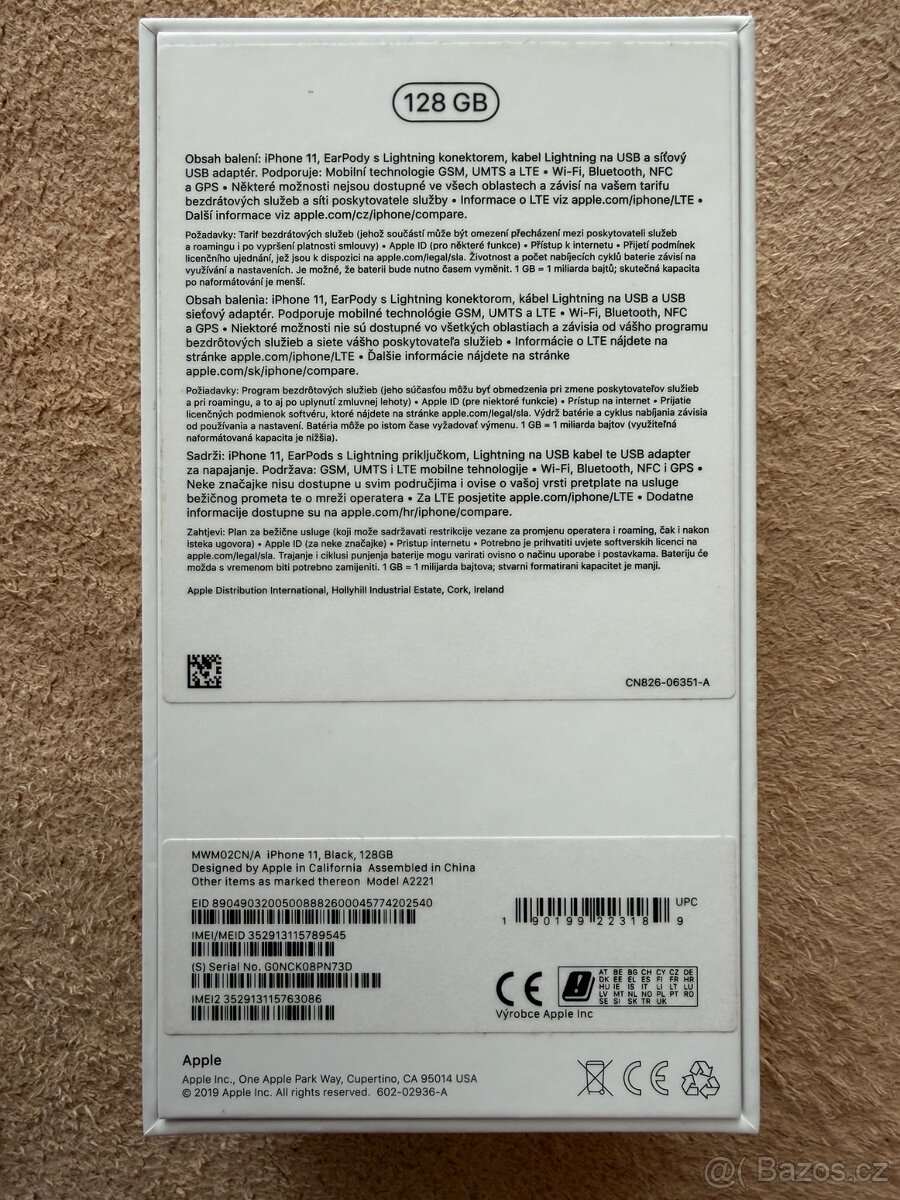 128 GB
Obsah balení: iPhone 11, EarPody s Lightning konektorem, kabel Lightning na USB a síťový
USB adaptér. Podporuje: Mobilní technologie GSM, UMTS a LTE • Wi-Fi, Bluetooth, NFC
a GPS • Některé možnosti nejsou dostupné ve všech oblastech a závisí na vašem tarifu
bezdrátových služeb a síti poskytovatele služby • Informace o LTE viz apple.com/iphone/LTE •
Další informace viz apple.com/cz/iphone/compare.
Požadavky: Tarif bezdrátových služeb (jehož součástí může být omezení přecházení mezi poskytovateli služeb
a roamingu i po vypršení platnosti smlouvy) • Apple ID (pro některé funkce) • Přístup k internetu • Přijetí podmínek
licenčního ujednání, jež jsou k dispozici na apple.com/legal/sla. Životnost a počet nabíjecích cyklů baterie závisí na
využívání a nastaveních. Je možné, že baterii bude nutno časem vyměnit. 1 GB = 1 miliarda bajtů; skutečná kapacita
po naformátování je menší.
Obsah balenia: iPhone 11, EarPody s Lightning konektorom, kábel Lightning na USB a USB
sieťový adaptér. Podporuje mobilné technológie GSM, UMTS a LTE • Wi-Fi, Bluetooth, NFC
a GPS • Niektoré možnosti nie sú dostupné vo všetkých oblastiach a závisia od vášho programu
bezdrôtových služieb a siete vášho poskytovateľa služieb • Informácie o LTE nájdete na
stránke apple.com/iphone/LTE • Ďalšie informácie nájdete na stránke
apple.com/sk/iphone/compare.
Požiadavky: Program bezdrôtových služieb (jeho súčasťou môžu byť obmedzenia pri zmene poskytovateľov služieb
a pri roamingu, a to aj po uplynutí zmluvnej lehoty) • Apple ID (pre niektoré funkcie) • Prístup na internet • Prijatie
licenčných podmienok softvéru, ktoré nájdete na stránke apple.com/legal/sla. Výdrž batérie a cyklus nabíjania závisia
od používania a nastavení. Batéria môže po istom čase vyžadovať výmenu. 1 GB = 1 miliarda bajtov (využiteľná
naformátovaná kapacita je nižšia).
Sadrži: iPhone 11, EarPods s Lightning priključkom, Lightning na USB kabel te USB adapter
za napajanje. Podržava: GSM, UMTS i LTE mobilne tehnologije • Wi-Fi, Bluetooth, NFC i GPS •
Neke značajke nisu dostupne u svim područjima i ovise o vašoj vrsti pretplate na usluge
bežičnog prometa te o mreži operatera • Za LTE posjetite apple.com/iphone/LTE • Dodatne
informacije dostupne su na apple.com/hr/iphone/compare.
Zahtjevi: Plan za bežične usluge (koji može sadržavati restrikcije vezane za promjenu operatera i roaming, čak i nakon
isteka ugovora) • Apple ID (za neke značajke) • Pristup internetu • Potrebno je prihvatiti uvjete softverskih licenci na
apple.com/legal/sla. Trajanje i ciklusi punjenja baterije mogu varirati ovisno o načinu uporabe i postavkama. Bateriju će
možda s vremenom biti potrebno zamijeniti. 1 GB = 1 milijarda bajtova; stvarni formatirani kapacitet je manji.
Apple Distribution International, Hollyhill Industrial Estate, Cork, Ireland
CN826-06351-A
MWM02CN/A iPhone 11, Black, 128GB
Designed by Apple in California Assembled in China
Other items as marked thereon Model A2221
EID 89049032005008882600045774202540
UPC
1 90199 22318 9
IMEI/MEID 352913115789545
(S) Serial No. G0NCK08PN73D
IMEI2 352913115763086
CE
AT BE BG CH CY CZ DE
DK EE EL ES FI FR HR
HU IE IS IT LI LT LU
LV MT NL NO PL PT RO
SE SI SK TR UK
Výrobce Apple Inc
Apple
Apple Inc., One Apple Park Way, Cupertino, CA 95014 USA
© 2019 Apple Inc. All rights reserved. 602-02936-A
CE
@( Bazos.cz